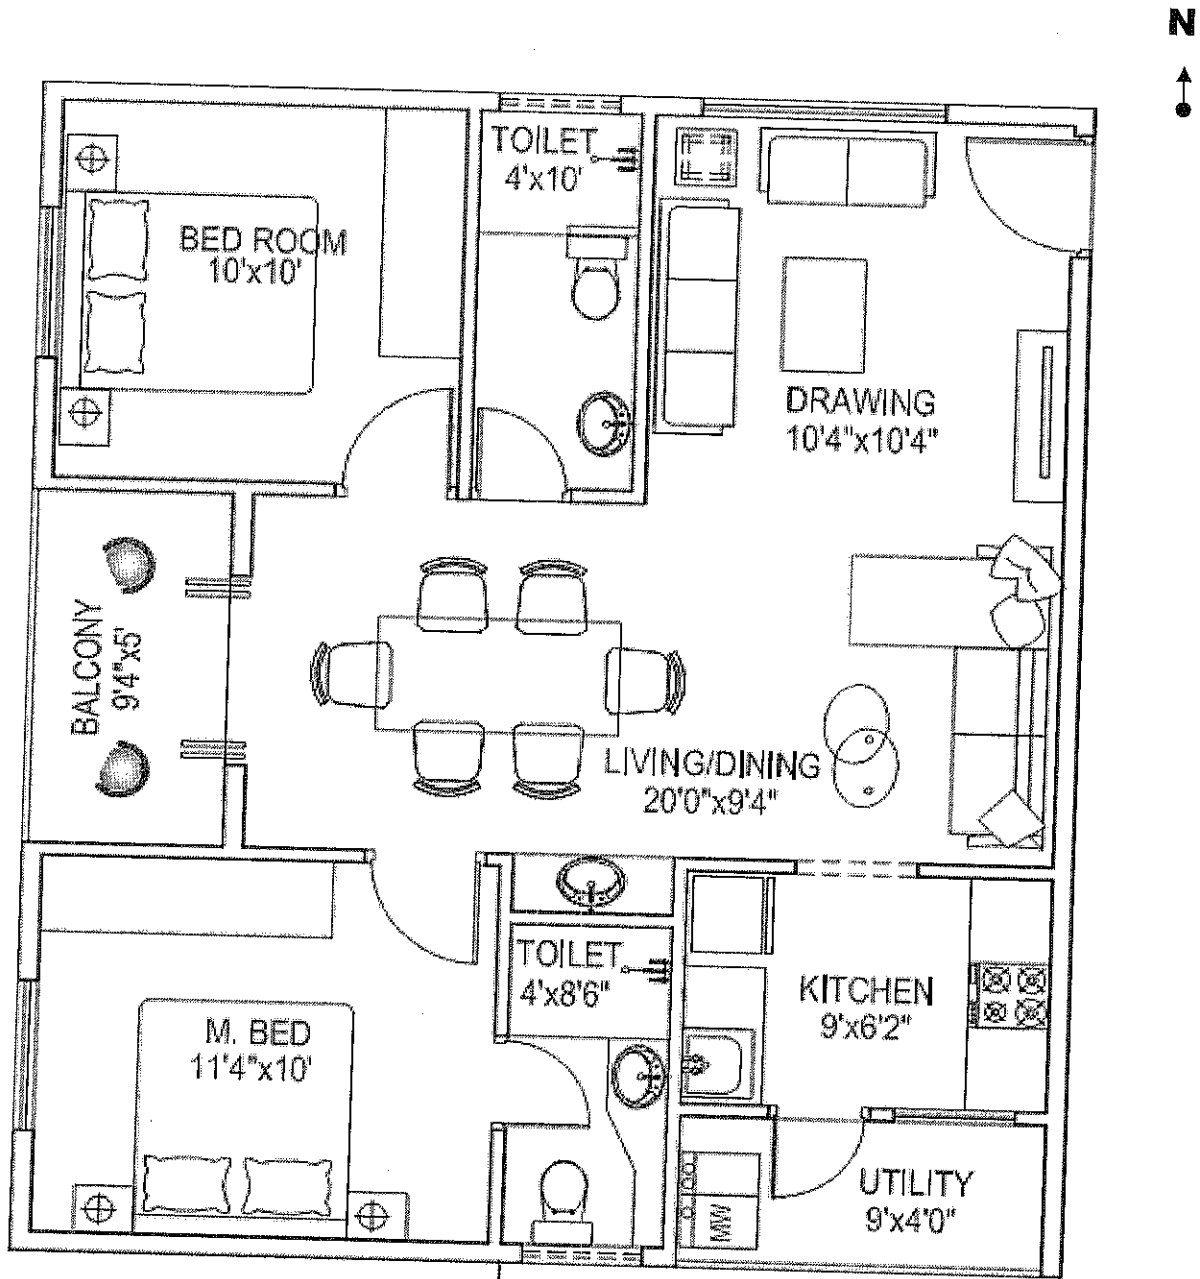 N
TOILET
4'x10'
BED ROOM
10'x10'
DRAWING
10'4"x10'4"
BALCONY
9'4"x5'
LIVING/DINING
20'0"x9'4"
TOILET
4'x8'6"
KITCHEN
9'x6'2"
M. BED
11'4"x10'
UTILITY
9'x4'0"
MW